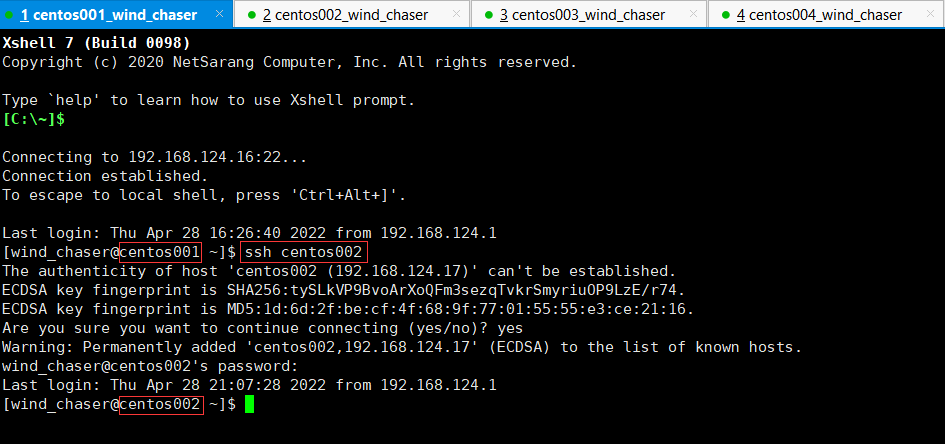 1 centos001_wind_chaser × 2 centos002_wind_chaser × 3 centos003_wind_chaser × 4 centos004_wind_chaser ×
Xshell 7 (Build 0098)
Copyright (c) 2020 NetSarang Computer, Inc. All rights reserved.
Type `help' to learn how to use Xshell prompt.
[C:\~]$
Connecting to 192.168.124.16:22...
Connection established.
To escape to local shell, press 'Ctrl+Alt+]'.
Last login: Thu Apr 28 16:26:40 2022 from 192.168.124.1
[wind_chaser@centos001 ~]$ ssh centos002
The authenticity of host 'centos002 (192.168.124.17)' can't be established.
ECDSA key fingerprint is SHA256:tySLkVP9BvoArXoQFm3sezqTvkrSmyriuOP9LzE/r74.
ECDSA key fingerprint is MD5:1d:6d:2f:be:cf:4f:68:9f:77:01:55:55:e3:ce:21:16.
Are you sure you want to continue connecting (yes/no)? yes
Warning: Permanently added 'centos002,192.168.124.17' (ECDSA) to the list of known hosts.
wind_chaser@centos002's password:
Last login: Thu Apr 28 21:07:28 2022 from 192.168.124.1
[wind_chaser@centos002 ~]$